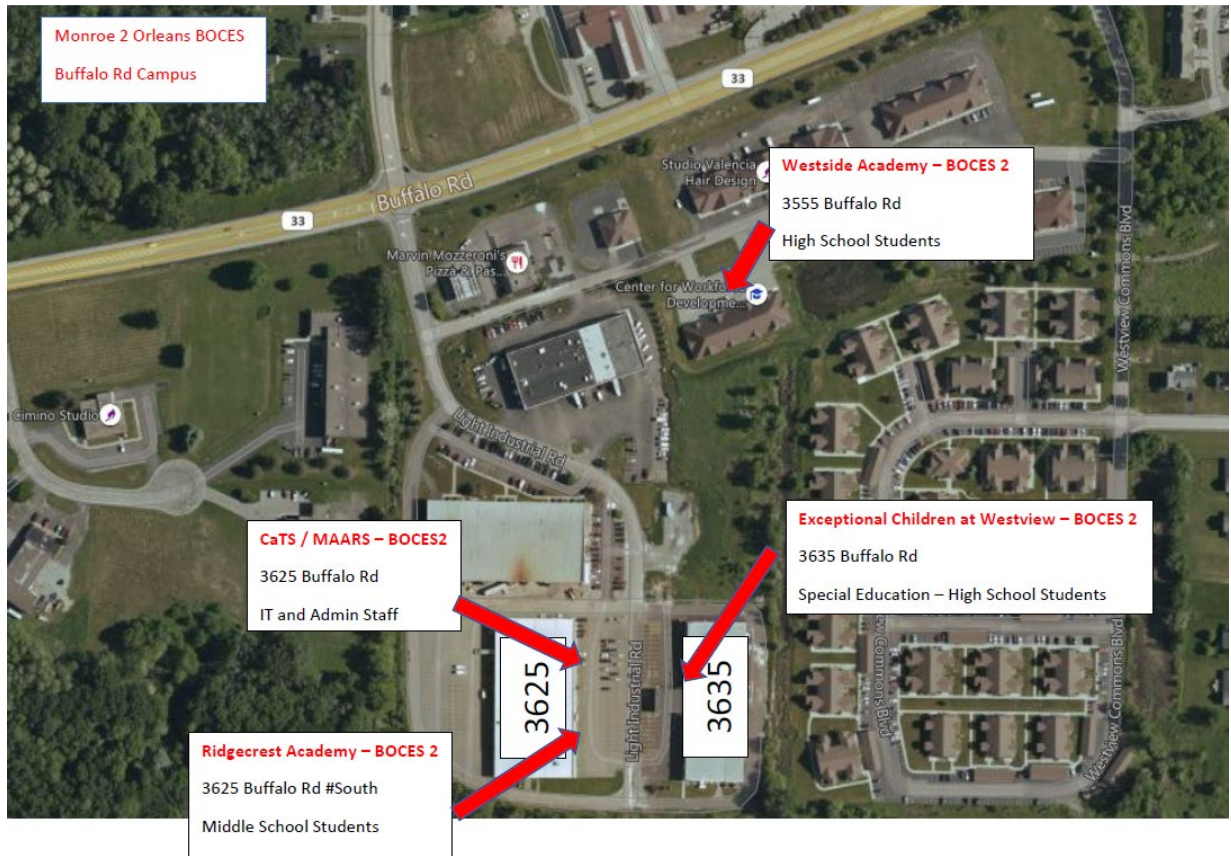 Monroe 2 Orleans BOCES
Buffalo Rd Campus
33
Buffalo Rd
33
Studio Valencia
Hair Design
Westside Academy – BOCES 2
3555 Buffalo Rd
High School Students
Marvin Mozzeroni's
Pizza & Pas...
Center for Workforce
Developme...
Westview Commons Blvd
Cimino Studio
Light Industrial Rd
CaTS / MAARS – BOCES2
3625 Buffalo Rd
IT and Admin Staff
Exceptional Children at Westview – BOCES 2
3635 Buffalo Rd
Special Education – High School Students
3625
Light Industrial Rd
3635
ew Commons Blvd
Westview Commons Blvd
Ridgecrest Academy – BOCES 2
3625 Buffalo Rd #South
Middle School Students